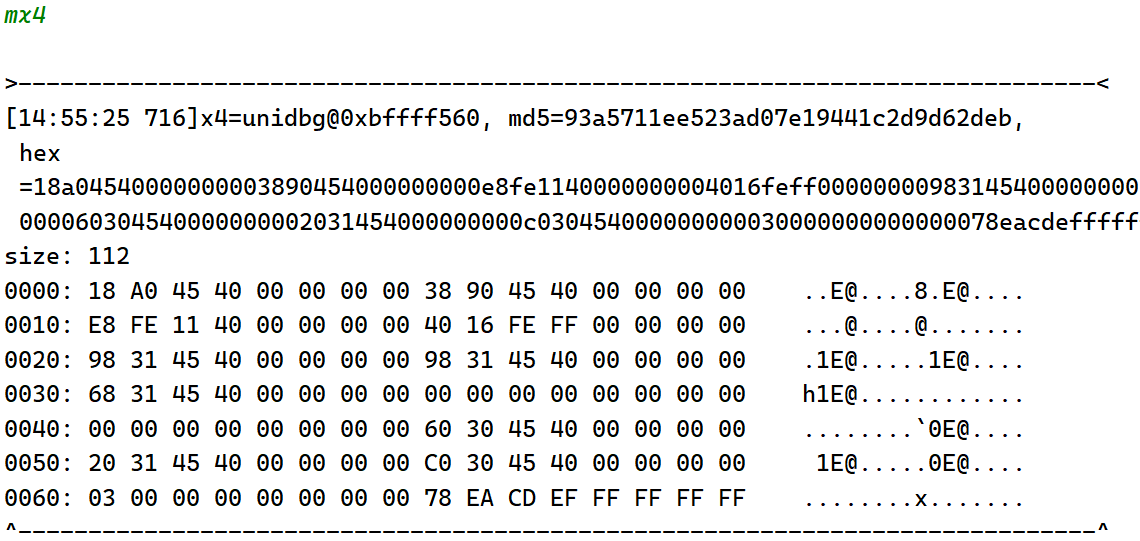 mx4
>-----------------------------------------------------------------------------<
[14:55:25 716]x4=unidbg@0xbffff560, md5=93a5711ee523ad07e19441c2d9d62deb,
hex
=18a04540000000003890454000000000e8fe1140000000004016feff00000000983145400000000
00060304540000000002031454000000000c030454000000000030000000000000078eacdefffff
size: 112
0000: 18 A0 45 40 00 00 00 00 38 90 45 40 00 00 00 00    ..E@....8.E@....
0010: E8 FE 11 40 00 00 00 00 40 16 FE FF 00 00 00 00    ...@....@.......
0020: 98 31 45 40 00 00 00 00 98 31 45 40 00 00 00 00    .1E@.....1E@....
0030: 68 31 45 40 00 00 00 00 00 00 00 00 00 00 00 00    h1E@............
0040: 00 00 00 00 00 00 00 00 60 30 45 40 00 00 00 00    ........`0E@....
0050: 20 31 45 40 00 00 00 00 C0 30 45 40 00 00 00 00     1E@.....0E@....
0060: 03 00 00 00 00 00 00 00 78 EA CD EF FF FF FF FF    ........x.......
^-----------------------------------------------------------------------------^